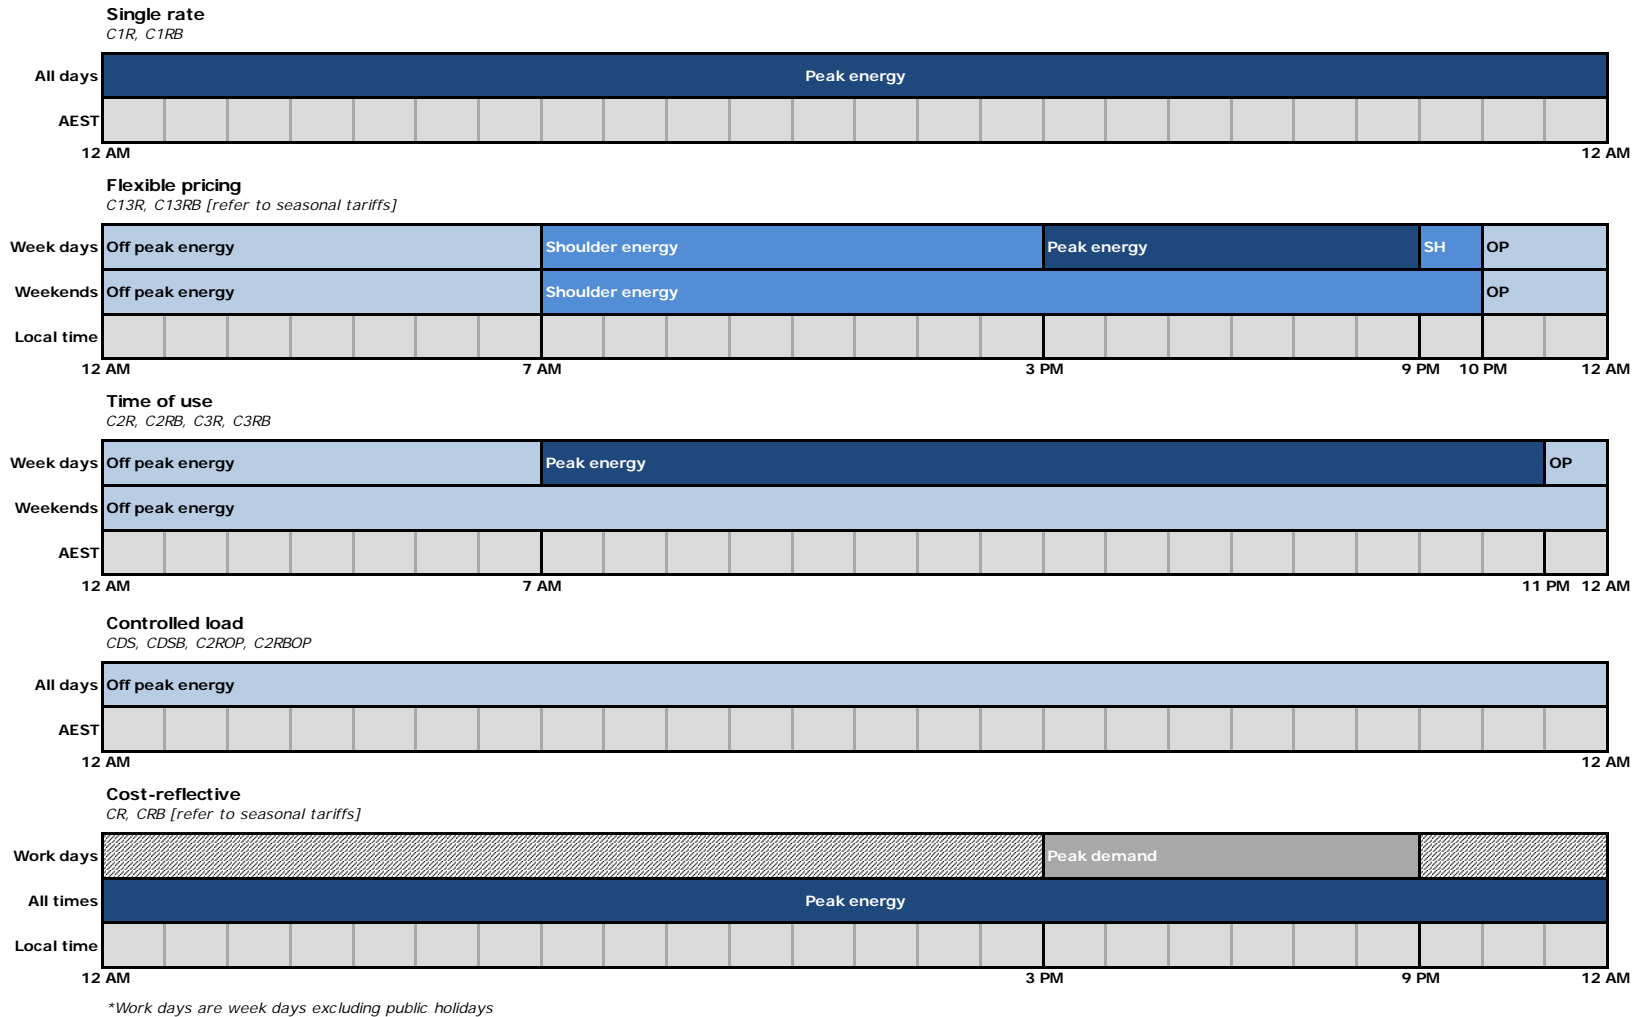 Single rate
C1R, C1RB
All days Peak energy
AEST
12 AM 12 AM
Flexible pricing
C13R, C13RB [refer to seasonal tariffs]
Week days Off peak energy Shoulder energy Peak energy SH OP
Weekends Off peak energy Shoulder energy OP
Local time
12 AM 7 AM 3 PM 9 PM 10 PM 12 AM
Time of use
C2R, C2RB, C3R, C3RB
Week days Off peak energy Peak energy OP
Weekends Off peak energy
AEST
12 AM 7 AM 11 PM 12 AM
Controlled load
CDS, CDSB, C2ROP, C2RBOP
All days Off peak energy
AEST
12 AM 12 AM
Cost-reflective
CR, CRB [refer to seasonal tariffs]
Work days Peak demand
All times Peak energy
Local time
12 AM 3 PM 9 PM 12 AM
*Work days are week days excluding public holidays